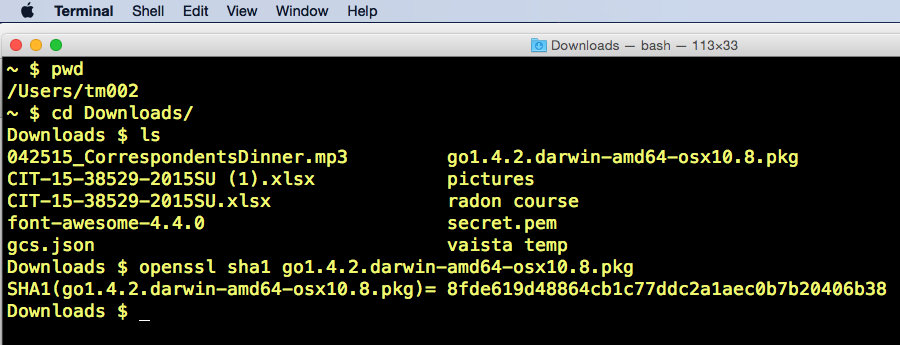 Terminal Shell Edit View Window Help
Downloads — bash — 113×33
~ $ pwd
/Users/tm002
~ $ cd Downloads/
Downloads $ ls
042515_CorrespondentsDinner.mp3 go1.4.2.darwin-amd64-osx10.8.pkg
CIT-15-38529-2015SU (1).xlsx pictures
CIT-15-38529-2015SU.xlsx radon course
font-awesome-4.4.0 secret.pem
gcs.json vaista temp
Downloads $ openssl sha1 go1.4.2.darwin-amd64-osx10.8.pkg
SHA1(go1.4.2.darwin-amd64-osx10.8.pkg)= 8fde619d48864cb1c77ddc2a1aec0b7b20406b38
Downloads $ _